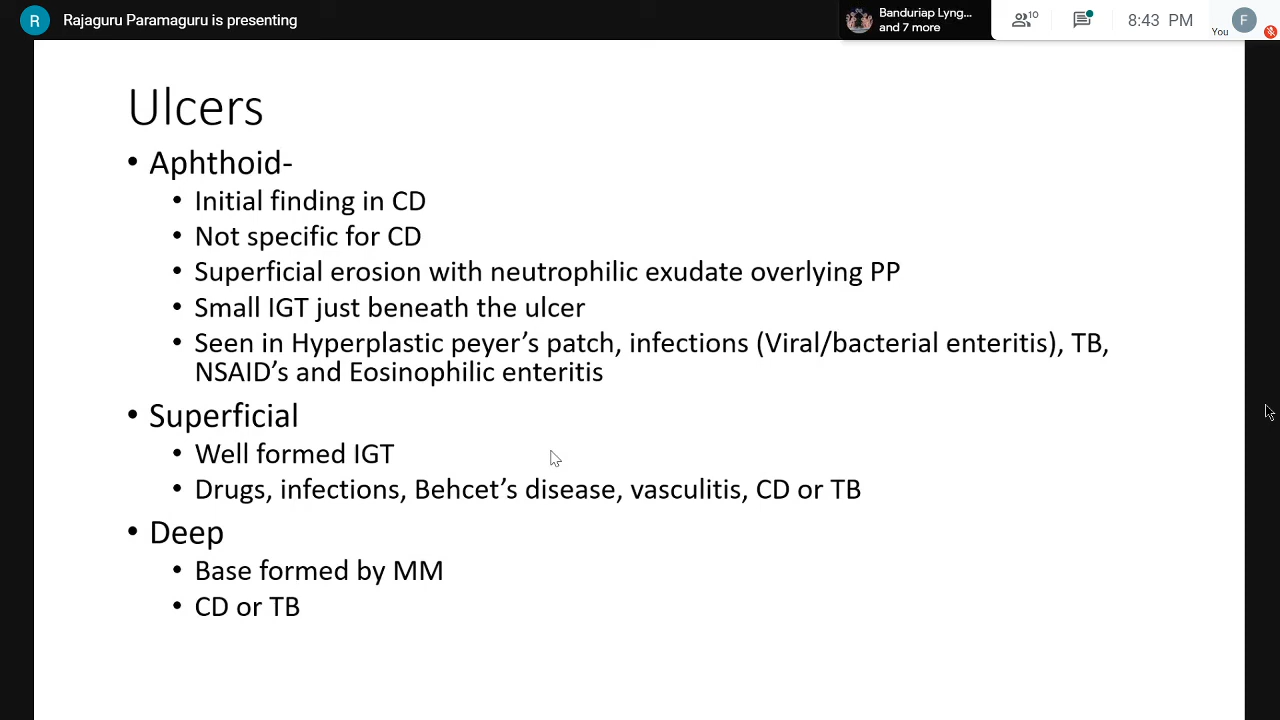 R Rajaguru Paramaguru is presenting
Banduriap Lyng...
and 7 more
10
8:43 PM
You
F
Ulcers
• Aphthoid-
• Initial finding in CD
• Not specific for CD
• Superficial erosion with neutrophilic exudate overlying PP
• Small IGT just beneath the ulcer
• Seen in Hyperplastic peyer’s patch, infections (Viral/bacterial enteritis), TB,
NSAID’s and Eosinophilic enteritis
• Superficial
• Well formed IGT
• Drugs, infections, Behcet’s disease, vasculitis, CD or TB
• Deep
• Base formed by MM
• CD or TB